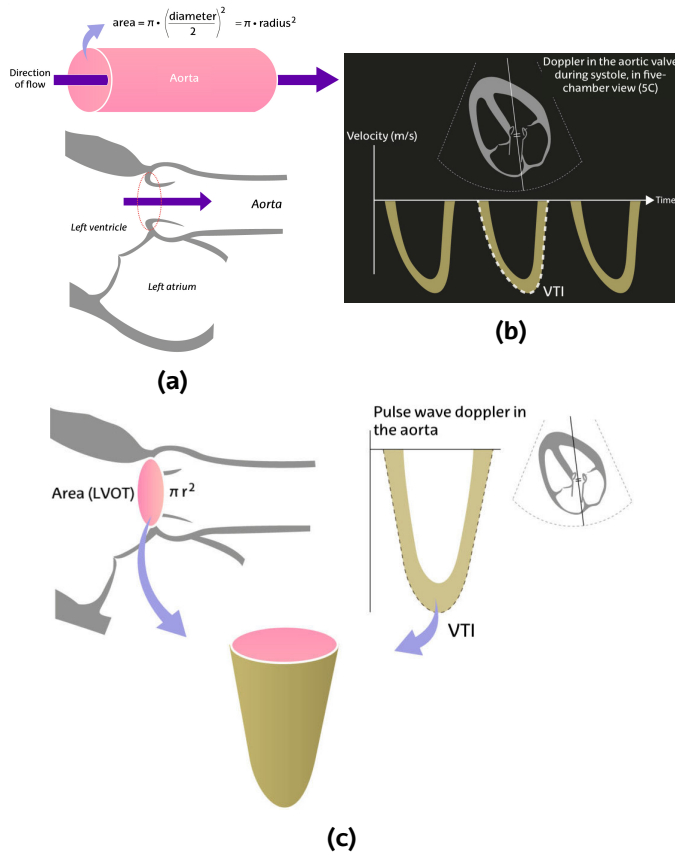 area = π • (diameter/2)² = π • radius²
Direction
of flow
Aorta
Aorta
Left ventricle
Left atrium
(a)
Doppler in the aortic valve
during systole, in five-
chamber view (5C)
Velocity (m/s)
Time
VTI
(b)
Area (LVOT)
π r²
Pulse wave doppler in
the aorta
VTI
(c)